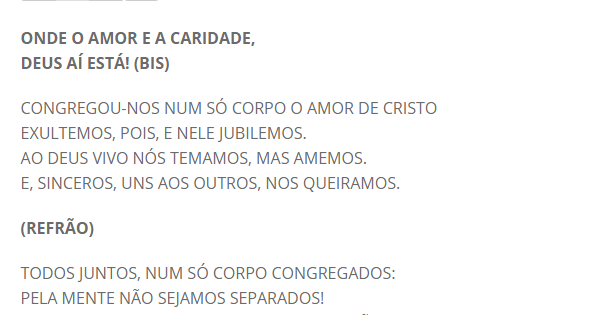 ONDE O AMOR E A CARIDADE,
DEUS AÍ ESTÁ! (BIS)
CONGREGOU-NOS NUM SÓ CORPO O AMOR DE CRISTO
EXULTEMOS, POIS, E NELE JUBILEMOS.
AO DEUS VIVO NÓS TEMAMOS, MAS AMEMOS.
E, SINCEROS, UNS AOS OUTROS, NOS QUEIRAMOS.
(REFRÃO)
TODOS JUNTOS, NUM SÓ CORPO CONGREGADOS:
PELA MENTE NÃO SEJAMOS SEPARADOS!